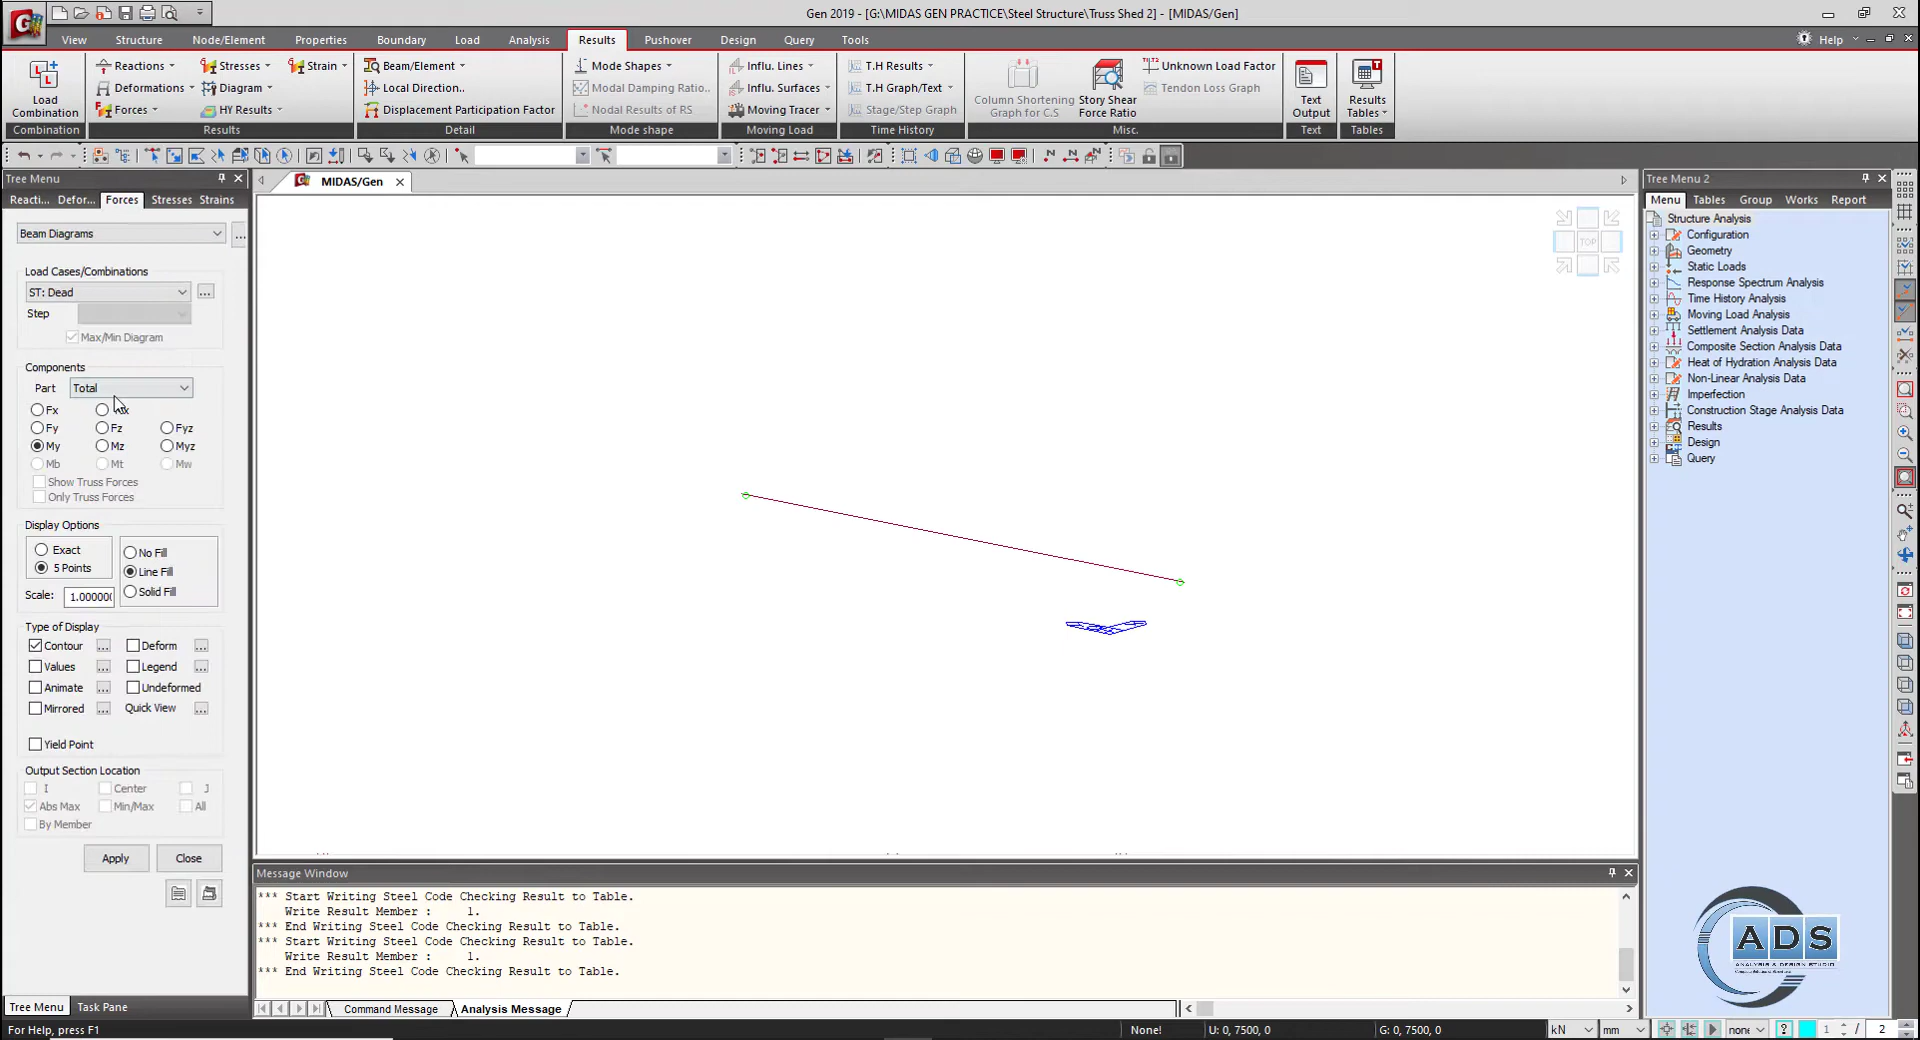 Gen 2019 - [G:\MIDAS GEN PRACTICE\Steel Structure\Truss Shed 2] - [MIDAS/Gen]
View Structure Node/Element Properties Boundary Load Analysis Results Pushover Design Query Tools Help
Load Combination
Reactions Stresses Strain
Deformations Diagram
Forces HY Results
Beam/Element
Local Direction..
Displacement Participation Factor
Mode Shapes
Modal Damping Ratio..
Nodal Results of RS
Influ. Lines
Influ. Surfaces
Moving Tracer
T.H Results
T.H Graph/Text
Stage/Step Graph
Column Shortening Graph for C.S
Story Shear Force Ratio
Unknown Load Factor
Tendon Loss Graph
Text Output
Results Tables
Combination Results Detail Mode shape Moving Load Time History Misc. Text Tables
Tree Menu
Reacti... Defor... Forces Stresses Strains
Beam Diagrams
...
Load Cases/Combinations
ST: Dead
...
Step
Max/Min Diagram
Components
Part Total
Fx
Fy Fz Fyz
My Mz Myz
Mb Mt Mw
Show Truss Forces
Only Truss Forces
Display Options
Exact
5 Points
No Fill
Line Fill
Solid Fill
Scale: 1.00000
Type of Display
Contour ... Deform ...
Values ... Legend ...
Animate ... Undeformed
Mirrored ... Quick View ...
Yield Point
Output Section Location
I Center J
Abs Max Min/Max All
By Member
Apply Close
Tree Menu Task Pane
MIDAS/Gen
TOP
Message Window
*** Start Writing Steel Code Checking Result to Table.
Write Result Member : 1.
*** End Writing Steel Code Checking Result to Table.
*** Start Writing Steel Code Checking Result to Table.
Write Result Member : 1.
*** End Writing Steel Code Checking Result to Table.
Command Message Analysis Message
Tree Menu 2
Menu Tables Group Works Report
Structure Analysis
Configuration
Geometry
Static Loads
Response Spectrum Analysis
Time History Analysis
Moving Load Analysis
Settlement Analysis Data
Composite Section Analysis Data
Heat of Hydration Analysis Data
Non-Linear Analysis Data
Imperfection
Construction Stage Analysis Data
Results
Design
Query
ADS
ANALYSIS & DESIGN STUDIO
For Help, press F1
None! U: 0, 7500, 0 G: 0, 7500, 0 kN mm none ? 1 / 2